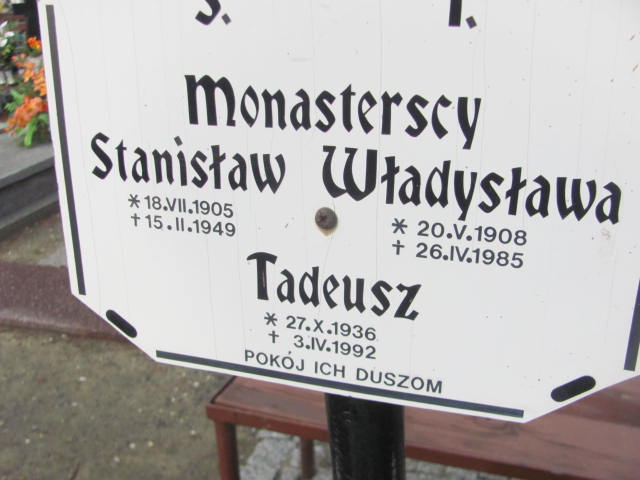 Ś. P.
Monasterscy
Stanisław Władysława
* 18.VII.1905 * 20.V.1908
† 15.II.1949 † 26.IV.1985
Tadeusz
* 27.X.1936
† 3.IV.1992
POKÓJ ICH DUSZOM